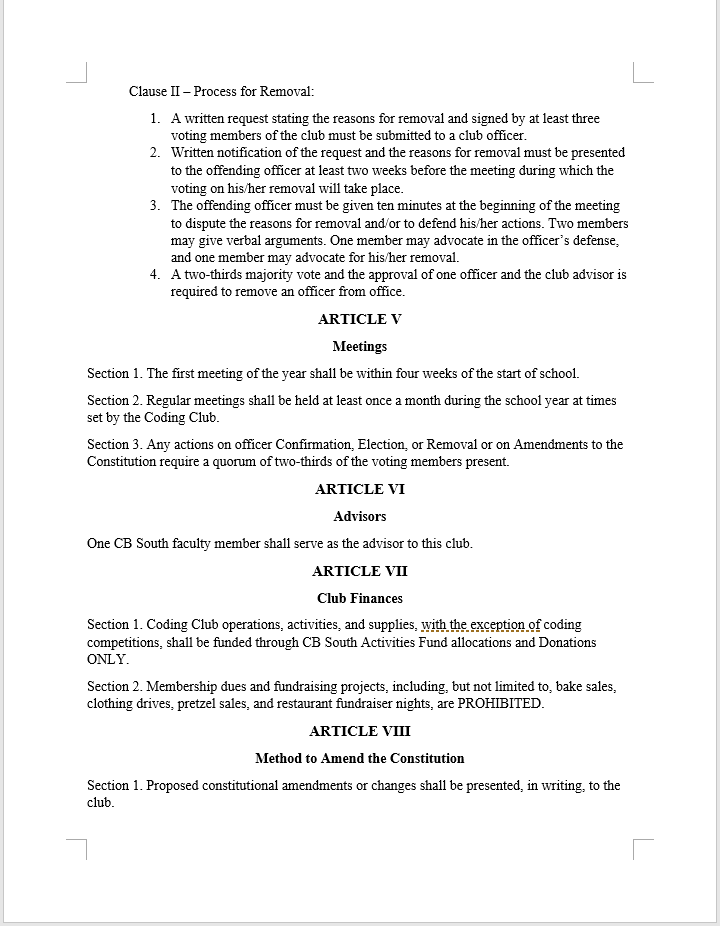 Clause II – Process for Removal:
1. A written request stating the reasons for removal and signed by at least three
voting members of the club must be submitted to a club officer.
2. Written notification of the request and the reasons for removal must be presented
to the offending officer at least two weeks before the meeting during which the
voting on his/her removal will take place.
3. The offending officer must be given ten minutes at the beginning of the meeting
to dispute the reasons for removal and/or to defend his/her actions. Two members
may give verbal arguments. One member may advocate in the officer’s defense,
and one member may advocate for his/her removal.
4. A two-thirds majority vote and the approval of one officer and the club advisor is
required to remove an officer from office.
ARTICLE V
Meetings
Section 1. The first meeting of the year shall be within four weeks of the start of school.
Section 2. Regular meetings shall be held at least once a month during the school year at times
set by the Coding Club.
Section 3. Any actions on officer Confirmation, Election, or Removal or on Amendments to the
Constitution require a quorum of two-thirds of the voting members present.
ARTICLE VI
Advisors
One CB South faculty member shall serve as the advisor to this club.
ARTICLE VII
Club Finances
Section 1. Coding Club operations, activities, and supplies, with the exception of coding
competitions, shall be funded through CB South Activities Fund allocations and Donations
ONLY.
Section 2. Membership dues and fundraising projects, including, but not limited to, bake sales,
clothing drives, pretzel sales, and restaurant fundraiser nights, are PROHIBITED.
ARTICLE VIII
Method to Amend the Constitution
Section 1. Proposed constitutional amendments or changes shall be presented, in writing, to the
club.